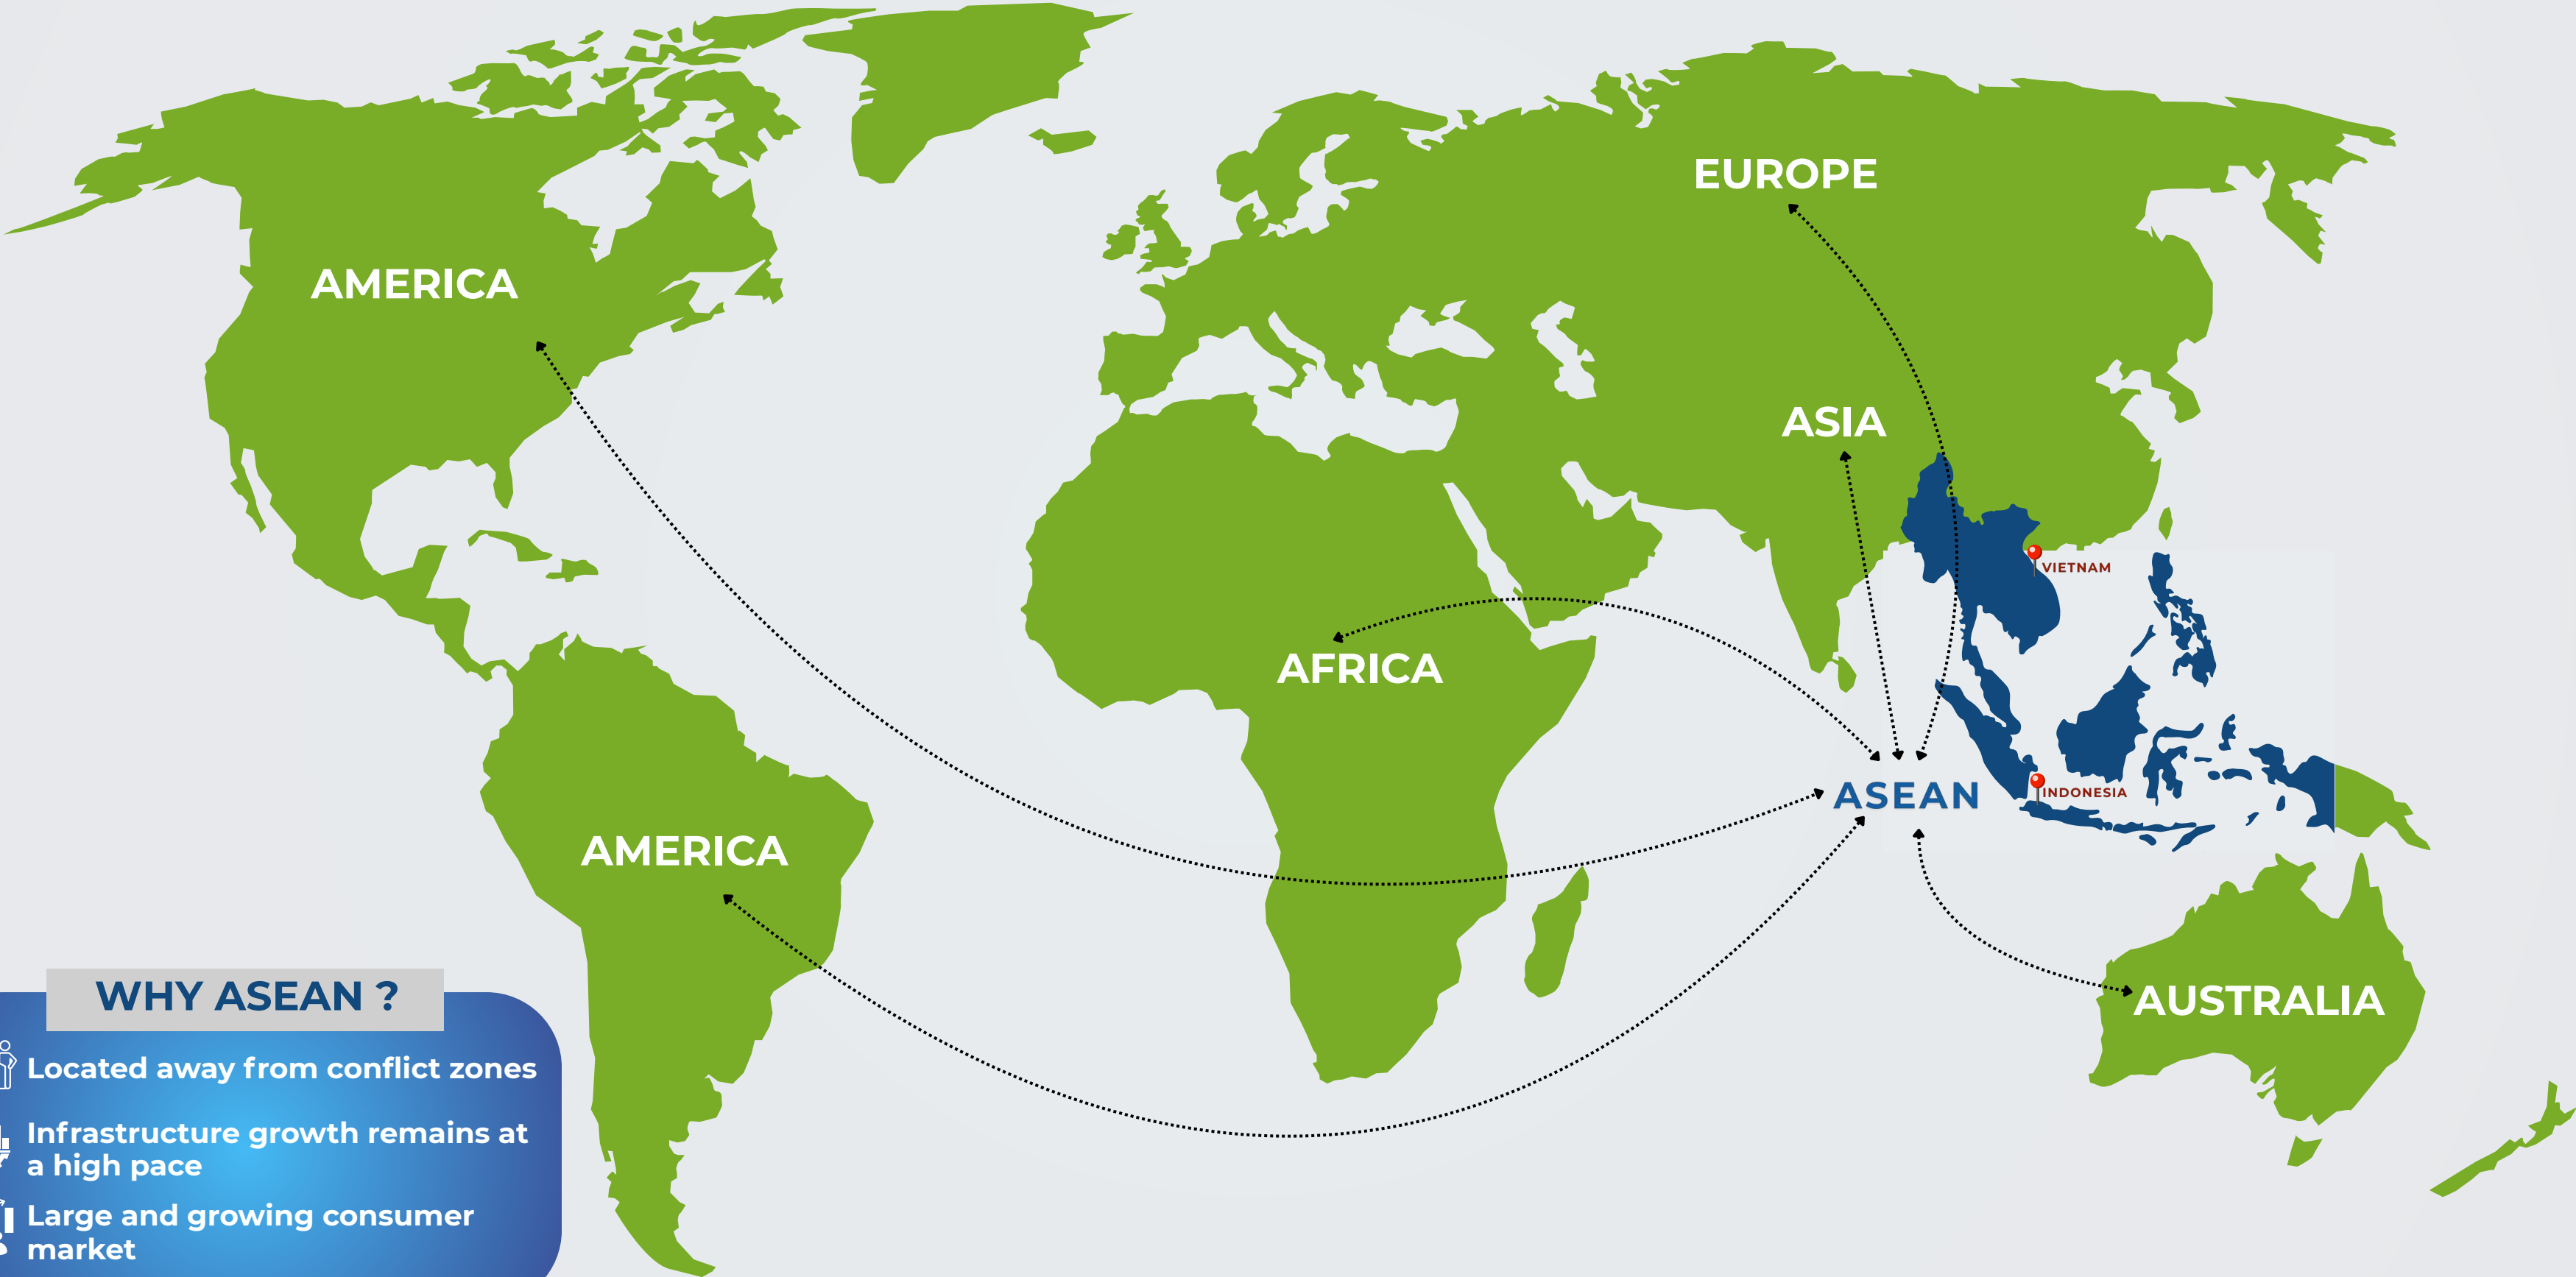 EUROPE
AMERICA
ASIA
VIETNAM
AFRICA
ASEAN
INDONESIA
AMERICA
AUSTRALIA
WHY ASEAN ?
Located away from conflict zones
Infrastructure growth remains at
a high pace
Large and growing consumer
market